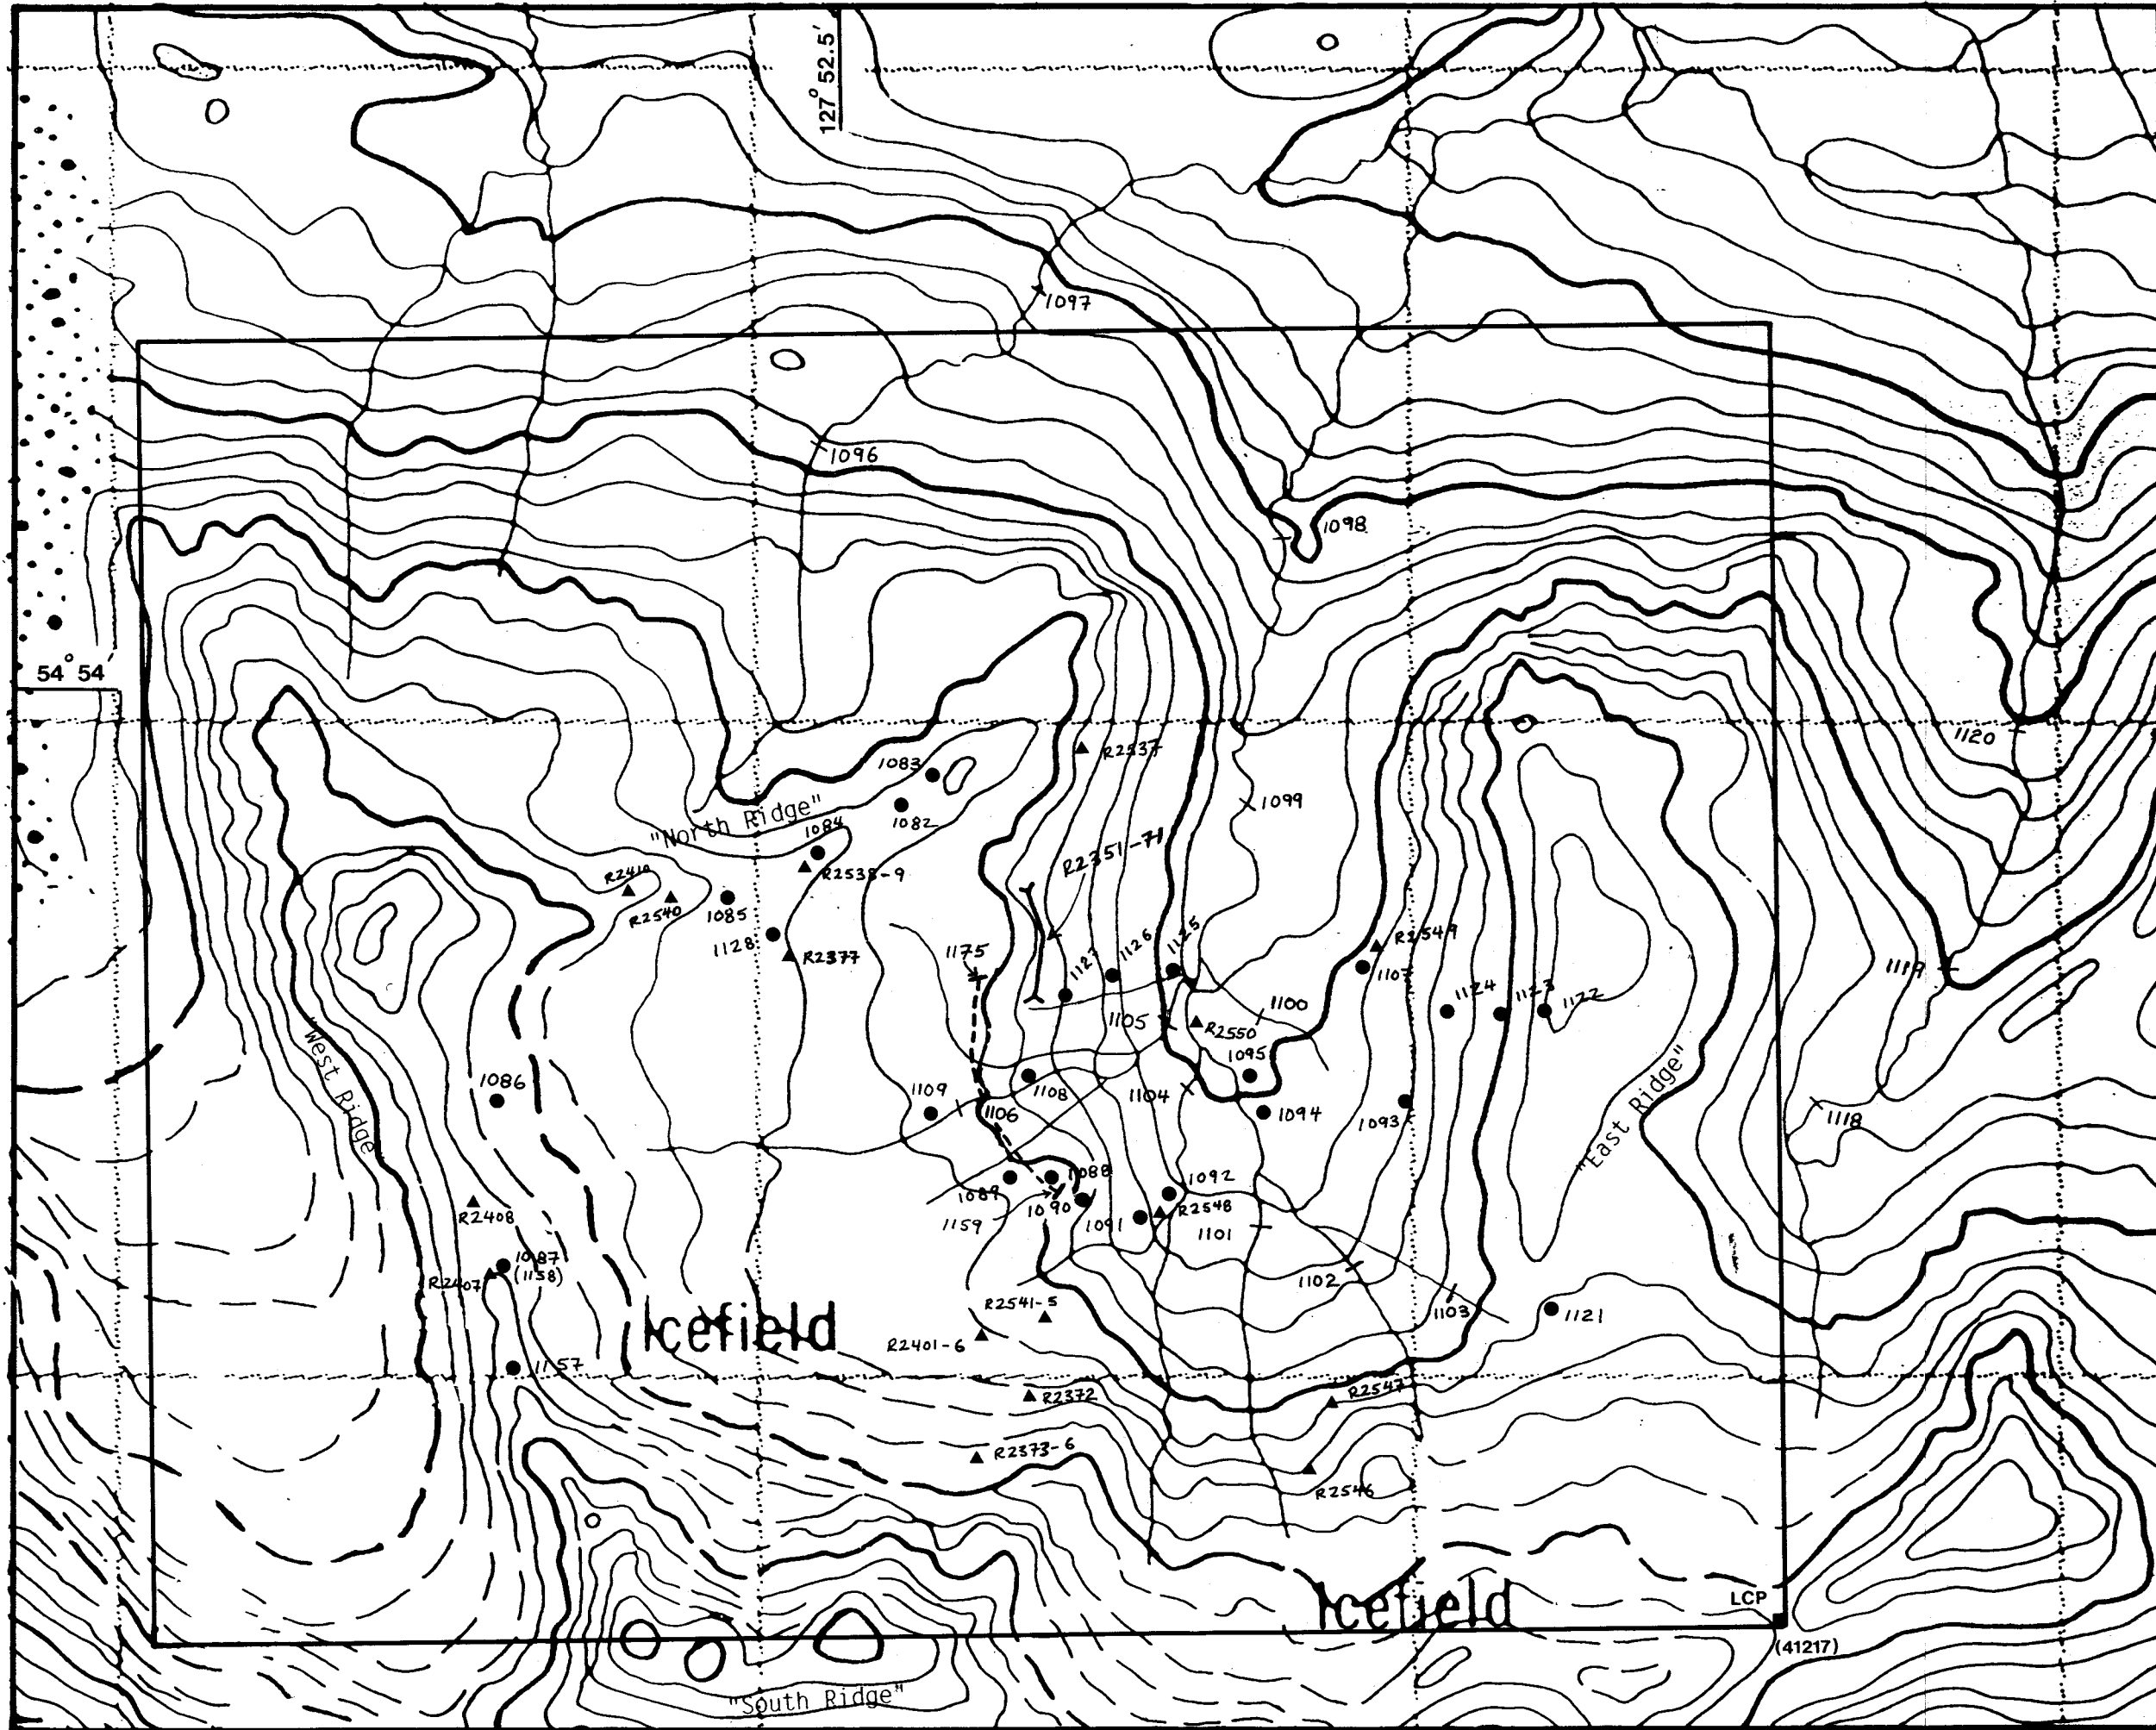 127° 52.5'
1097
1096
1098
54° 54'
1120
R2537
1083
1099
1082
"North Ridge"
1084
R2351-71
R2538-9
R2410
R2540
1085
1128
R2377
1175
1127
1126
1125
R2549
1107
1119
1124
1123
1122
1100
1105
R2550
1095
"West Ridge"
1086
1109
1106
1108
1104
1094
1093
1118
"East Ridge"
1089
1088
1092
1090
1159
1091
R2548
1101
R2408
1087
(1158)
R2407
1102
1103
1121
R2541-5
Icefield
R2401-6
1157
R2372
R2547
R2373-6
R2546
Icefield
LCP
(41217)
"South Ridge"